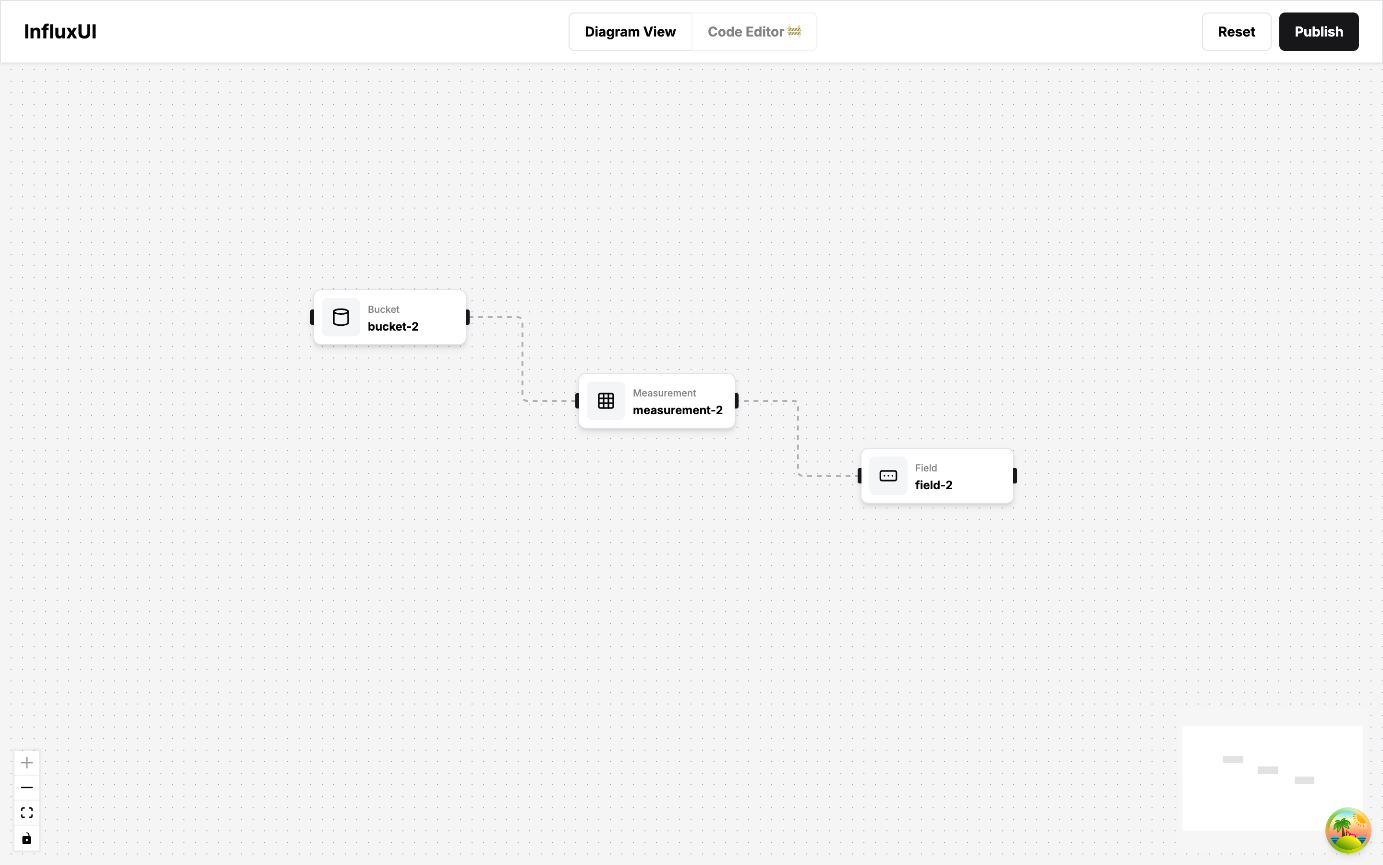 InfluxUI
Diagram View
Code Editor 🚧
Reset
Publish
Bucket
bucket-2
Measurement
measurement-2
Field
field-2